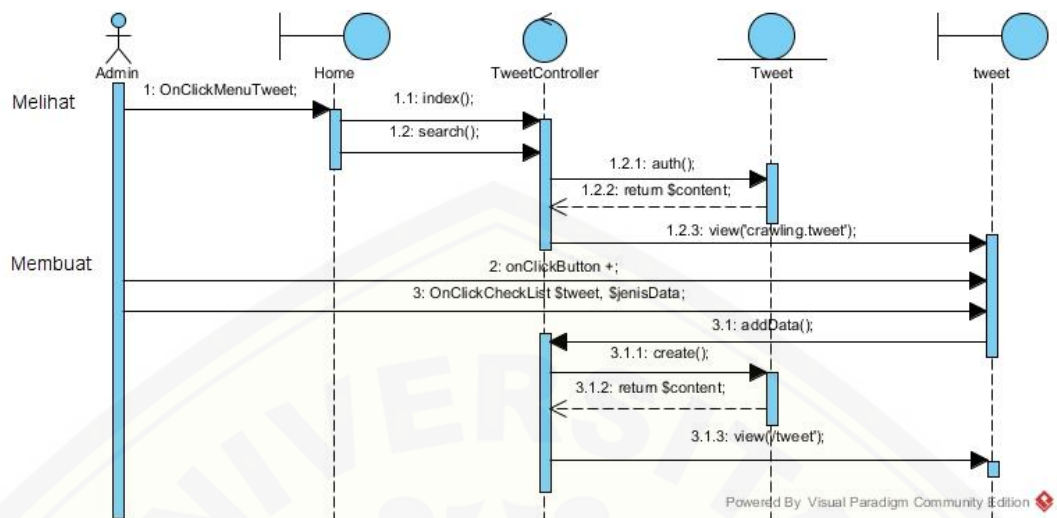 Admin
Home
TweetController
Tweet
tweet
Melihat
1: OnClickMenuTweet;
1.1: index();
1.2: search();
1.2.1: auth();
1.2.2: return $content;
1.2.3: view('crawling.tweet');
Membuat
2: onClickButton +;
3: OnClickCheckList $tweet, $jenisData;
3.1: addData();
3.1.1: create();
3.1.2: return $content;
3.1.3: view('/tweet');
UNIVERSIT
Powered By Visual Paradigm Community Edition